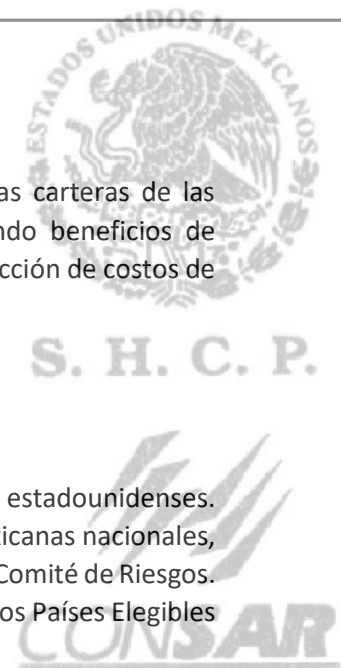 ESTADOS UNIDOS MEXICANOS
as carteras de las
ndo beneficios de
cción de costos de
S. H. C. P.
estadounidenses.
icanas nacionales,
Comité de Riesgos.
os Países Elegibles
CONSAR